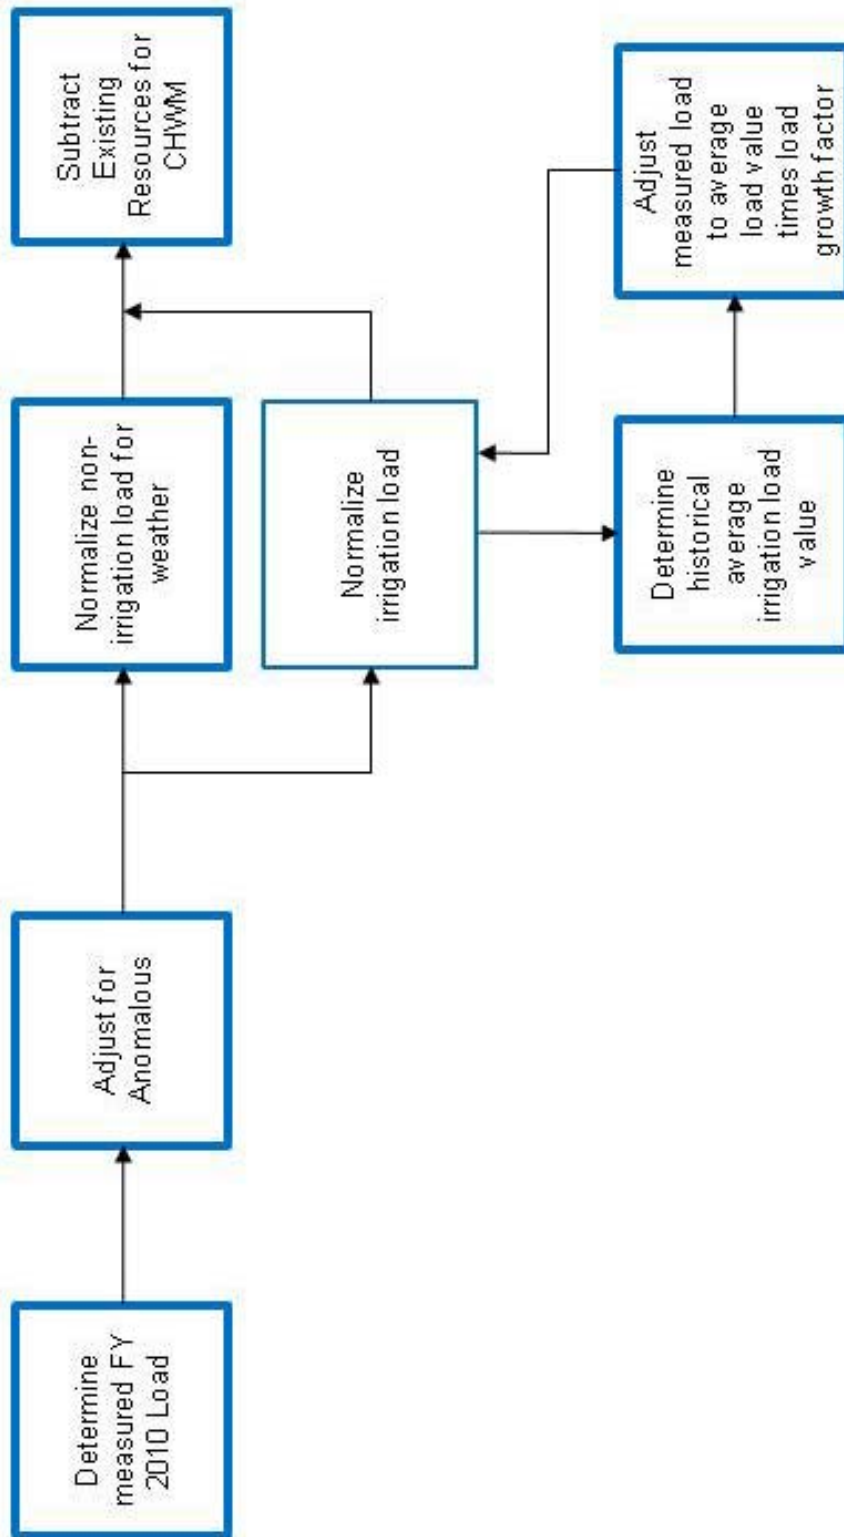 Determine
measured FY
2010 Load
Adjust for
Anomalous
Normalize non-
irrigation load for
weather
Subtract
Existing
Resources for
CHWM
Normalize
irrigation load
Determine
historical
average
irrigation load
value
Adjust
measured load
to average
load value
times load
growth factor